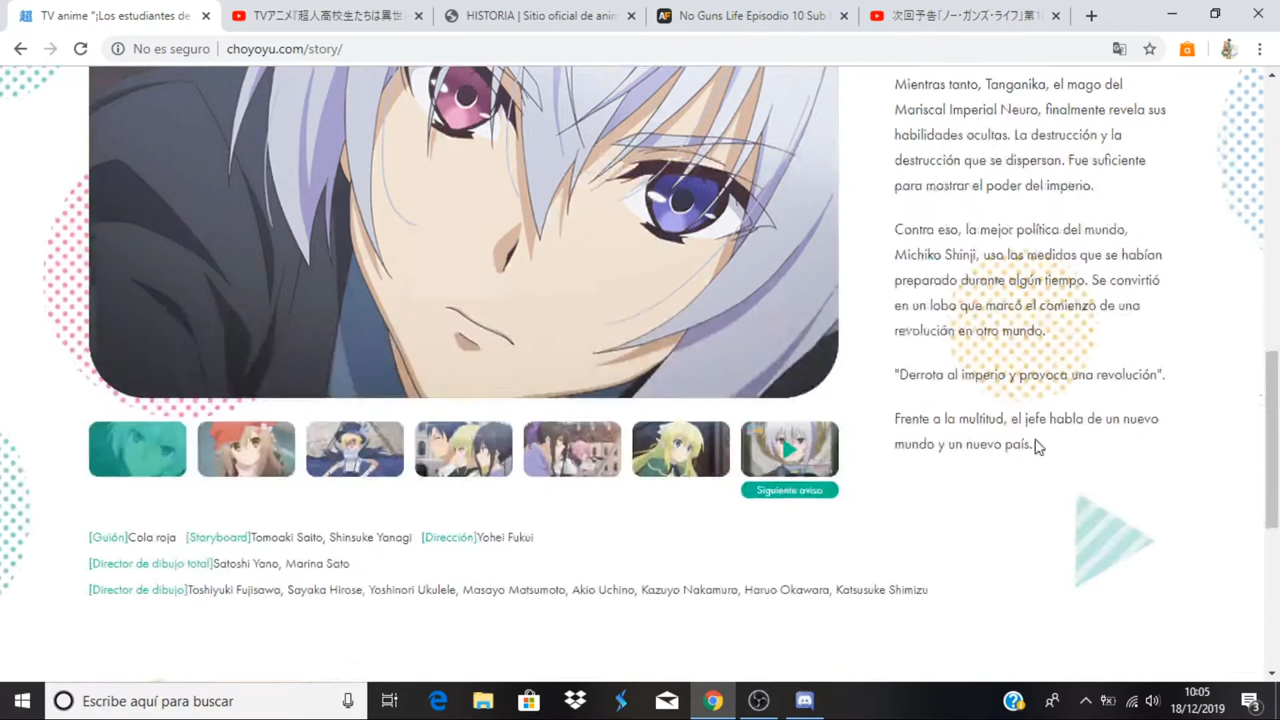 超 TV anime "¡Los estudiantes de
TVアニメ『超人高校生たちは異世
HISTORIA | Sitio oficial de anim
No Guns Life Episodio 10 Sub
次回予告「ノー・ガンズ・ライフ」第1
No es seguro | choyoyu.com/story/
Mientras tanto, Tanganika, el mago del
Mariscal Imperial Neuro, finalmente revela sus
habilidades ocultas. La destrucción y la
destrucción que se dispersan. Fue suficiente
para mostrar el poder del imperio.
Contra eso, la mejor política del mundo,
Michiko Shinji, usa las medidas que se habían
preparado durante algún tiempo. Se convirtió
en un lobo que marcó el comienzo de una
revolución en otro mundo.
"Derrota al imperio y provoca una revolución".
Frente a la multitud, el jefe habla de un nuevo
mundo y un nuevo país.
Siguiente aviso
[Guión]Cola roja [Storyboard]Tomoaki Saito, Shinsuke Yanagi [Dirección]Yohei Fukui
[Director de dibujo total]Satoshi Yano, Marina Sato
[Director de dibujo]Toshiyuki Fujisawa, Sayaka Hirose, Yoshinori Ukulele, Masayo Matsumoto, Akio Uchino, Kazuyo Nakamura, Haruo Okawara, Katsusuke Shimizu
Escribe aquí para buscar
10:05
18/12/2019
3